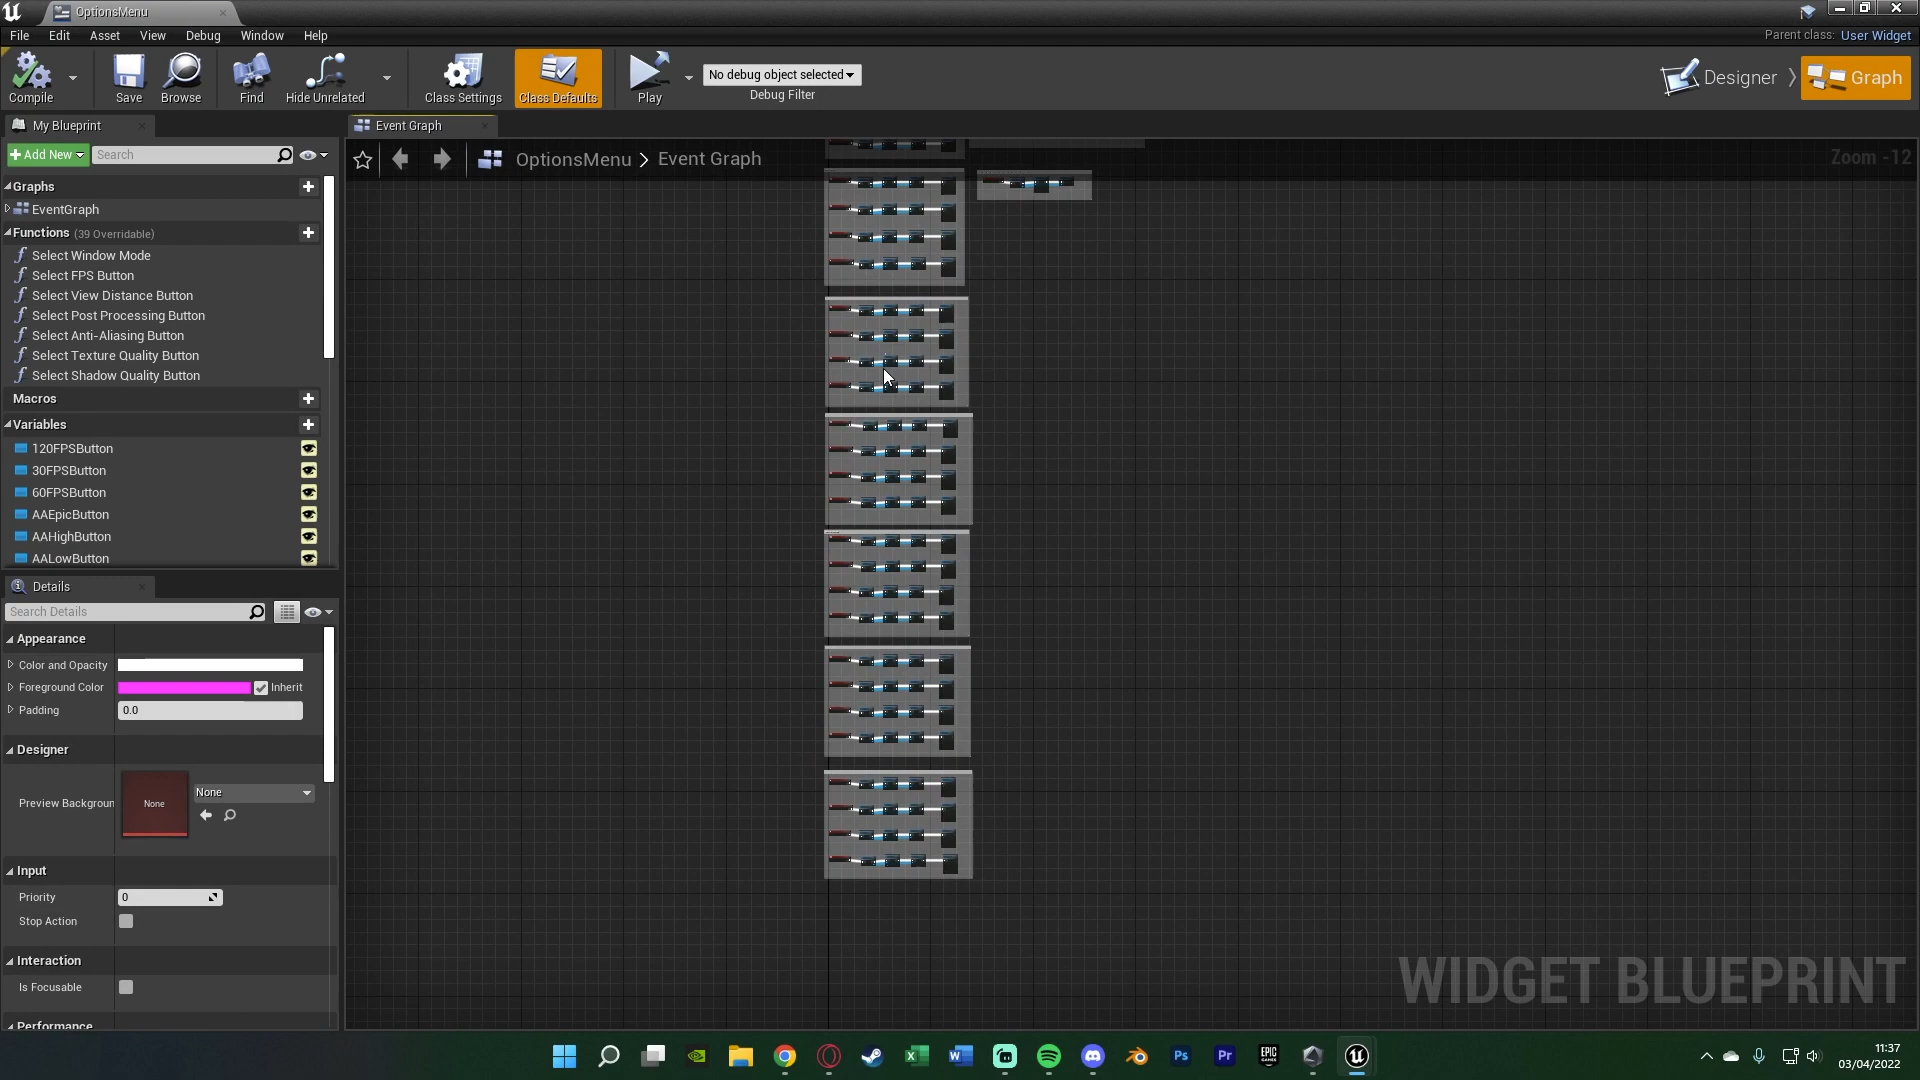 OptionsMenu
File Edit Asset View Debug Window Help
Parent class: User Widget
Compile Save Browse Find Hide Unrelated Class Settings Class Defaults Play
No debug object selected
Debug Filter
Designer Graph
My Blueprint
Event Graph
Add New
Search
OptionsMenu > Event Graph
Zoom -12
Graphs
EventGraph
Functions (39 Overridable)
Select Window Mode
Select FPS Button
Select View Distance Button
Select Post Processing Button
Select Anti-Aliasing Button
Select Texture Quality Button
Select Shadow Quality Button
Macros
Variables
120FPSButton
30FPSButton
60FPSButton
AAEpicButton
AAHighButton
AALowButton
Details
Search Details
Appearance
Color and Opacity
Foreground Color Inherit
Padding 0.0
Designer
Preview Backgroun None None
Input
Priority 0
Stop Action
Interaction
Is Focusable
Performance
WIDGET BLUEPRINT
11:37
03/04/2022